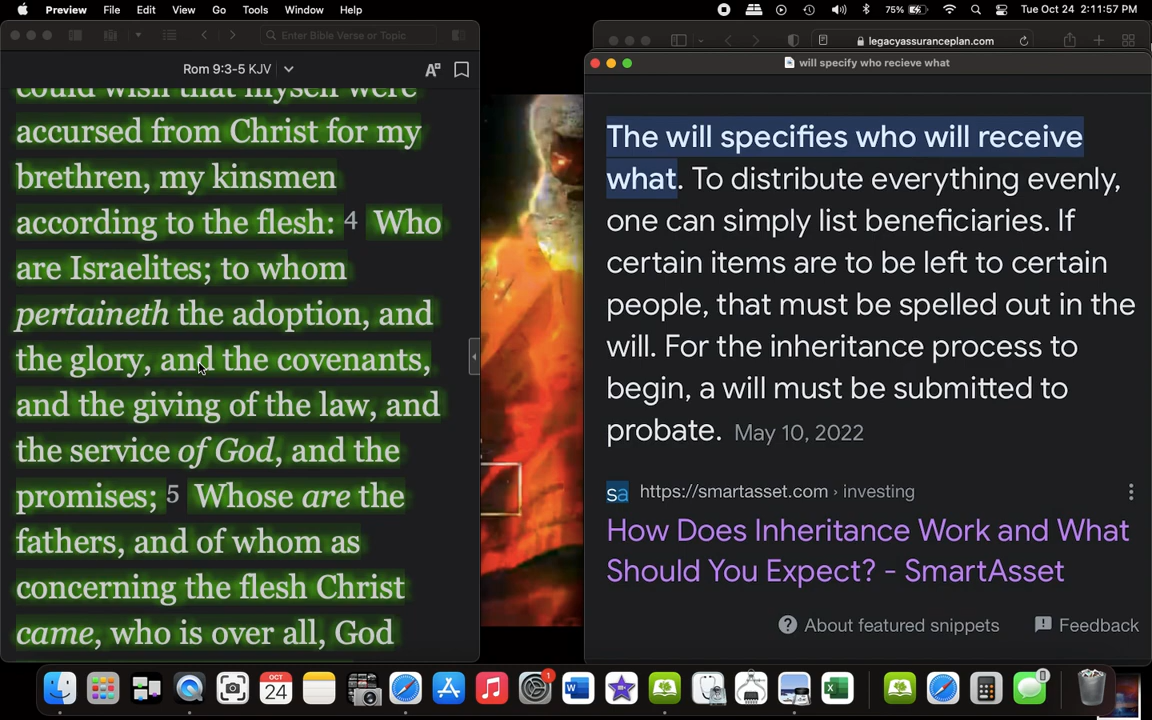 Preview File Edit View Go Tools Window Help
75% Tue Oct 24 2:11:57 PM
Enter Bible Verse or Topic
Rom 9:3-5 KJV
could wish that myself were
accursed from Christ for my
brethren, my kinsmen
according to the flesh: 4 Who
are Israelites; to whom
pertaineth the adoption, and
the glory, and the covenants,
and the giving of the law, and
the service of God, and the
promises; 5 Whose are the
fathers, and of whom as
concerning the flesh Christ
came, who is over all, God
legacyassuranceplan.com
will specify who recieve what
The will specifies who will receive
what. To distribute everything evenly,
one can simply list beneficiaries. If
certain items are to be left to certain
people, that must be spelled out in the
will. For the inheritance process to
begin, a will must be submitted to
probate. May 10, 2022
sa https://smartasset.com › investing
How Does Inheritance Work and What
Should You Expect? - SmartAsset
About featured snippets Feedback
OCT
24
1